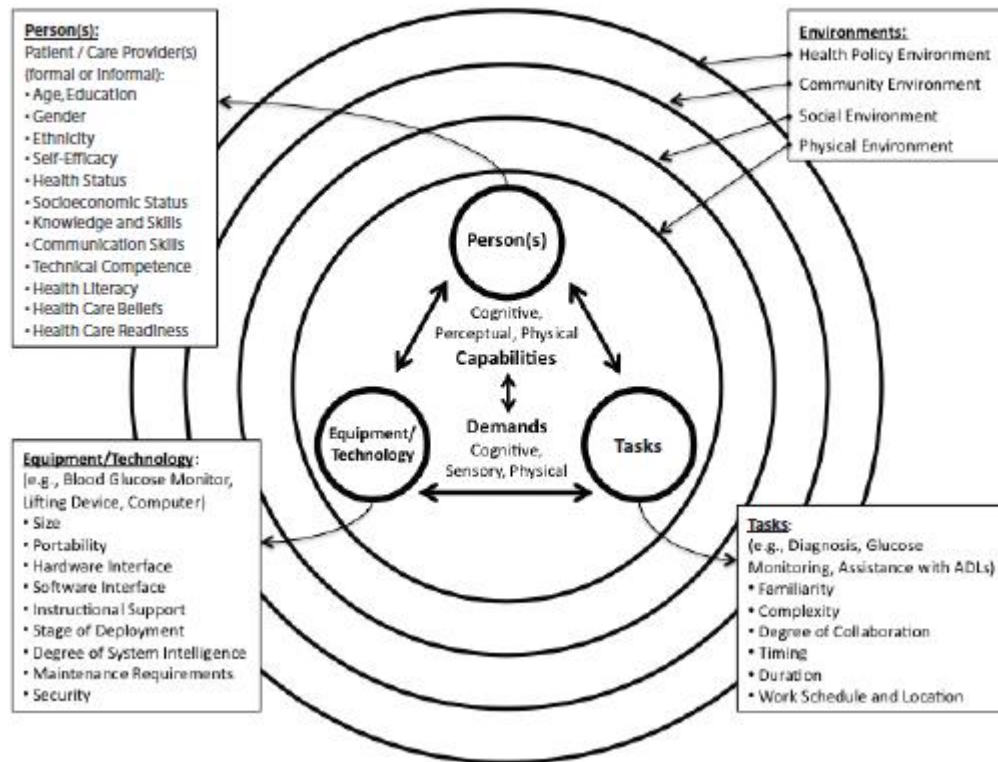 Person(s):
Patient / Care Provider(s)
(formal or informal):
• Age, Education
• Gender
• Ethnicity
• Self-Efficacy
• Health Status
• Socioeconomic Status
• Knowledge and Skills
• Communication Skills
• Technical Competence
• Health Literacy
• Health Care Beliefs
• Health Care Readiness
Environments:
Health Policy Environment
Community Environment
Social Environment
Physical Environment
Person(s)
Cognitive,
Perceptual, Physical
Capabilities
Demands
Cognitive,
Sensory, Physical
Equipment/
Technology
Tasks
Equipment/Technology:
(e.g., Blood Glucose Monitor,
Lifting Device, Computer)
• Size
• Portability
• Hardware Interface
• Software Interface
• Instructional Support
• Stage of Deployment
• Degree of System Intelligence
• Maintenance Requirements
• Security
Tasks:
(e.g., Diagnosis, Glucose
Monitoring, Assistance with ADLs)
• Familiarity
• Complexity
• Degree of Collaboration
• Timing
• Duration
• Work Schedule and Location